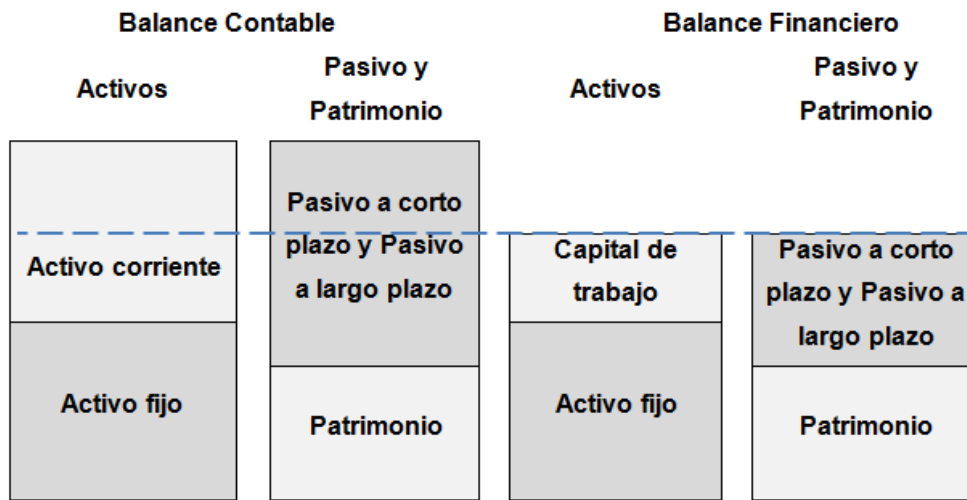 Balance Contable
Balance Financiero
Activos
Pasivo y
Patrimonio
Activos
Pasivo y
Patrimonio
Activo corriente
Activo fijo
Pasivo a corto
plazo y Pasivo
a largo plazo
Patrimonio
Capital de
trabajo
Activo fijo
Pasivo a corto
plazo y Pasivo a
largo plazo
Patrimonio